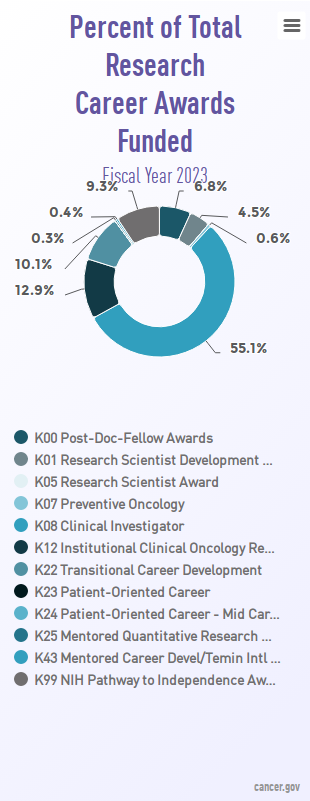 Percent of Total
Research
Career Awards
Funded
Fiscal Year 2023
9.3%
6.8%
0.4%
4.5%
0.3%
0.6%
10.1%
12.9%
55.1%
K00 Post-Doc-Fellow Awards
K01 Research Scientist Development ...
K05 Research Scientist Award
K07 Preventive Oncology
K08 Clinical Investigator
K12 Institutional Clinical Oncology Re...
K22 Transitional Career Development
K23 Patient-Oriented Career
K24 Patient-Oriented Career - Mid Car...
K25 Mentored Quantitative Research ...
K43 Mentored Career Devel/Temin Intl ...
K99 NIH Pathway to Independence Aw...
cancer.gov